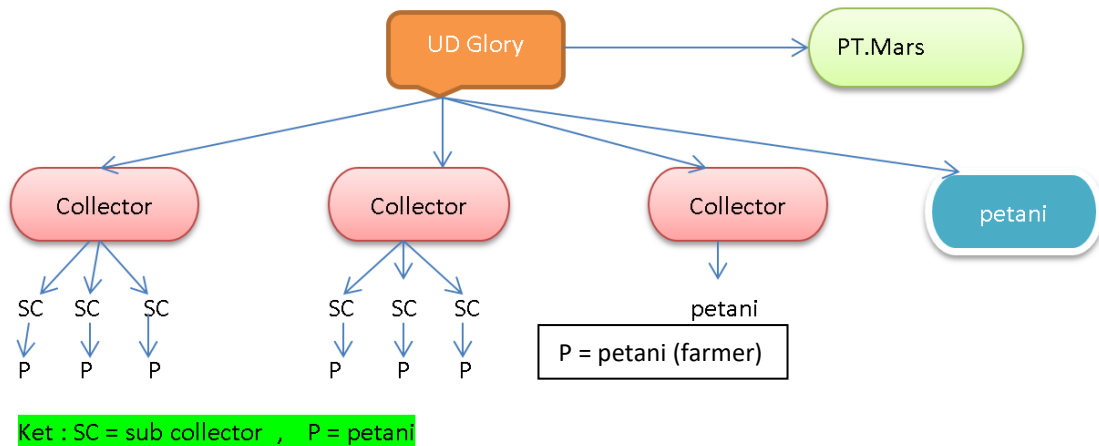 UD Glory
PT.Mars
Collector
Collector
Collector
petani
SC SC SC
SC SC SC
petani
P P P
P P P
P = petani (farmer)
Ket : SC = sub collector , P = petani